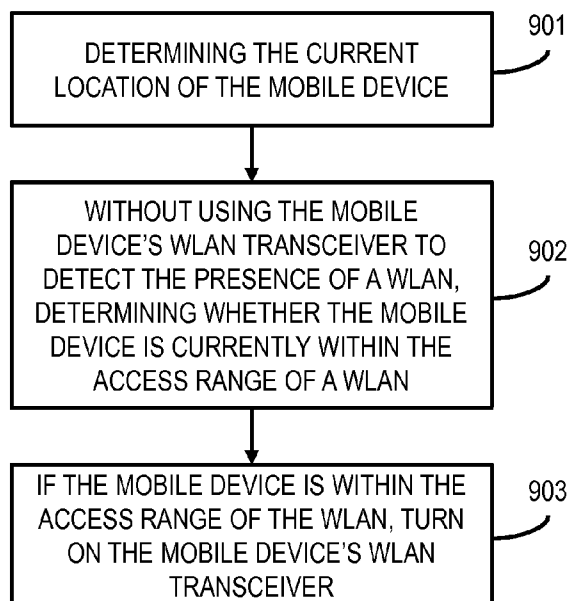 DETERMINING THE CURRENT
LOCATION OF THE MOBILE DEVICE
901
WITHOUT USING THE MOBILE
DEVICE'S WLAN TRANSCEIVER TO
DETECT THE PRESENCE OF A WLAN,
DETERMINING WHETHER THE MOBILE
DEVICE IS CURRENTLY WITHIN THE
ACCESS RANGE OF A WLAN
902
IF THE MOBILE DEVICE IS WITHIN THE
ACCESS RANGE OF THE WLAN, TURN
ON THE MOBILE DEVICE'S WLAN
TRANSCEIVER
903